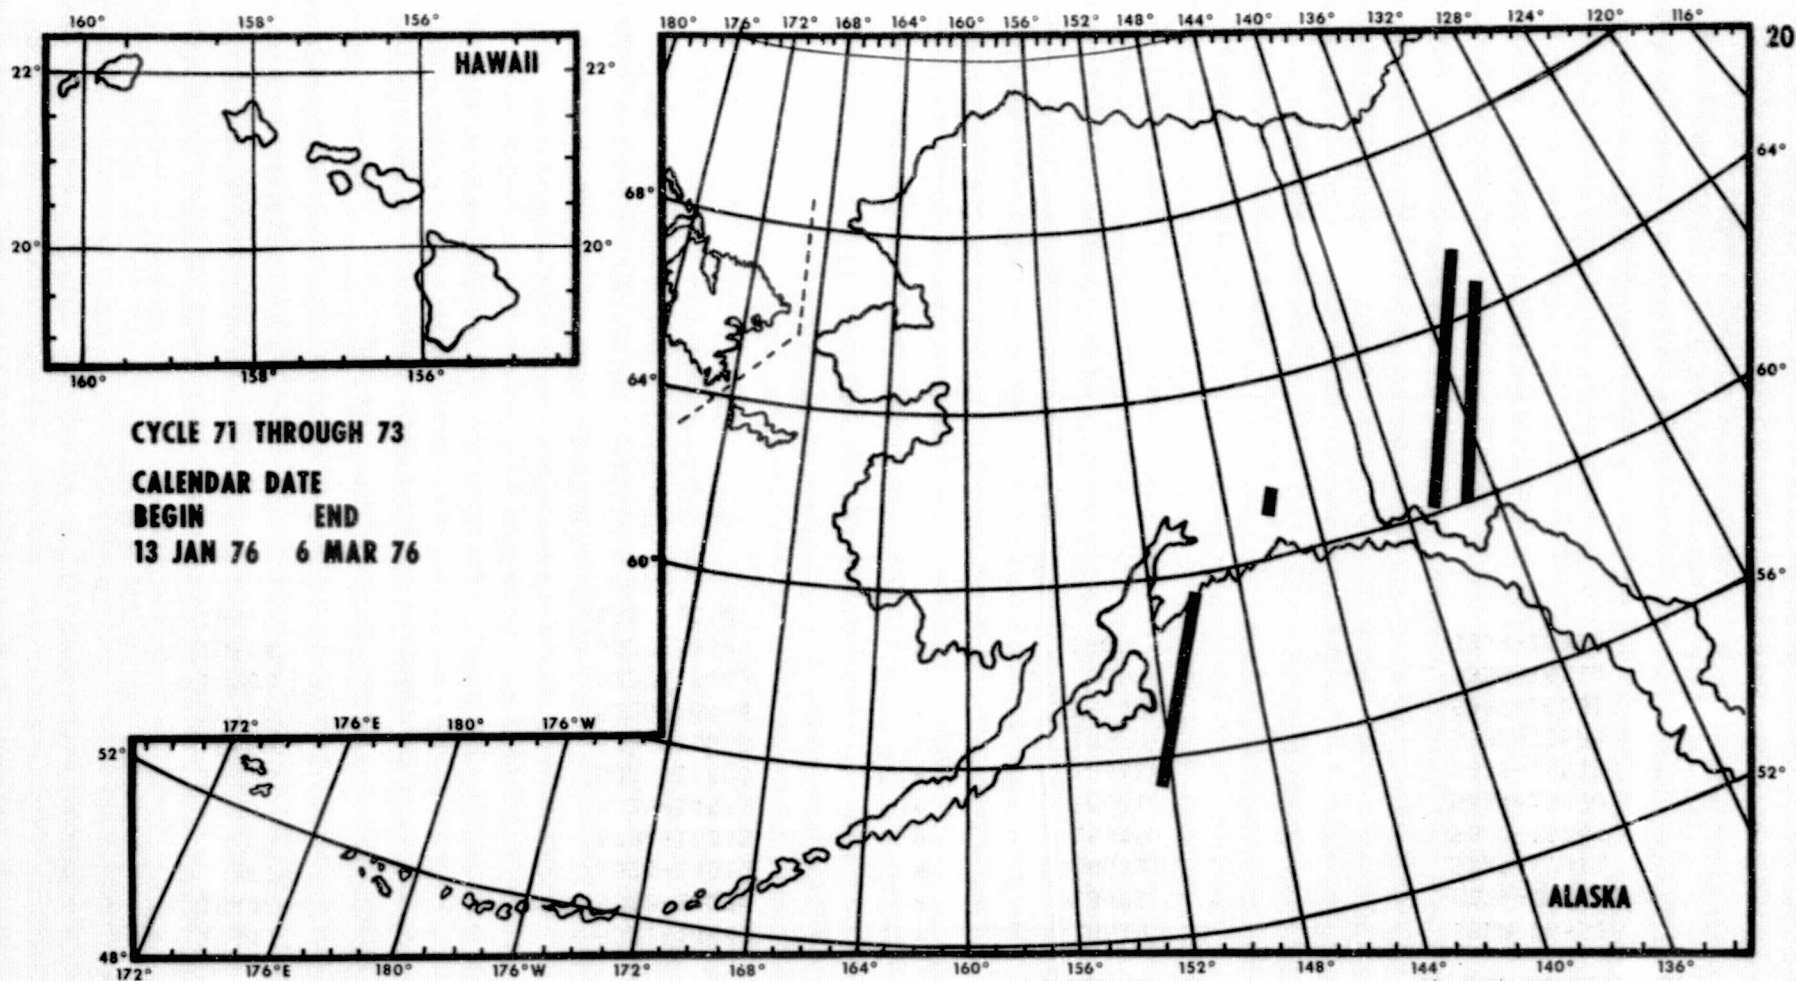 160° 158° 156°
HAWAII
22° 22°
20° 20°
160° 158° 156°
CYCLE 71 THROUGH 73
CALENDAR DATE
BEGIN END
13 JAN 76 6 MAR 76
180° 176° 172° 168° 164° 160° 156° 152° 148° 144° 140° 136° 132° 128° 124° 120° 116°
20
68° 64°
64° 60°
60° 56°
172° 176°E 180° 176°W
52° 52°
ALASKA
48°
172° 176°E 180° 176°W 172° 168° 164° 160° 156° 152° 148° 144° 140° 136°